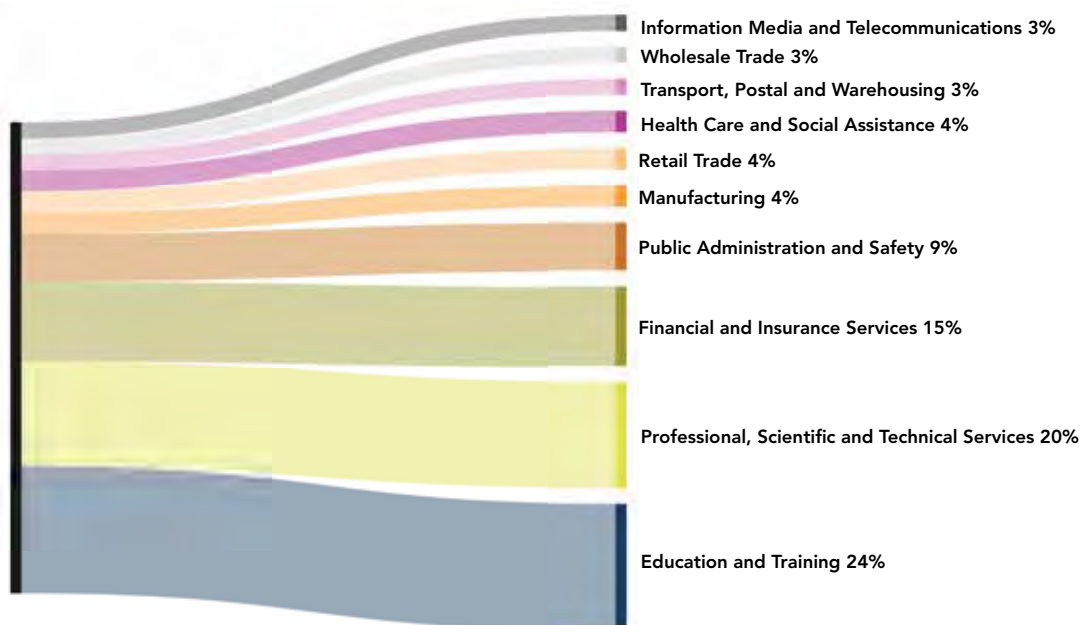 Information Media and Telecommunications 3%
Wholesale Trade 3%
Transport, Postal and Warehousing 3%
Health Care and Social Assistance 4%
Retail Trade 4%
Manufacturing 4%
Public Administration and Safety 9%
Financial and Insurance Services 15%
Professional, Scientific and Technical Services 20%
Education and Training 24%